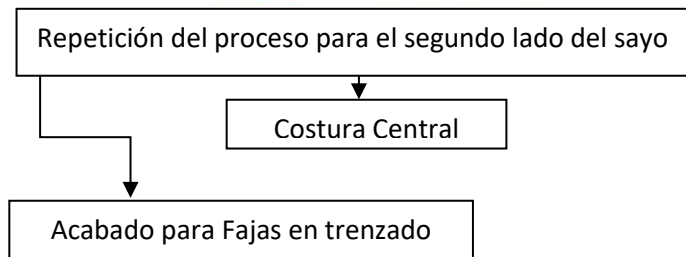 Repetición del proceso para el segundo lado del sayo
Costura Central
Acabado para Fajas en trenzado